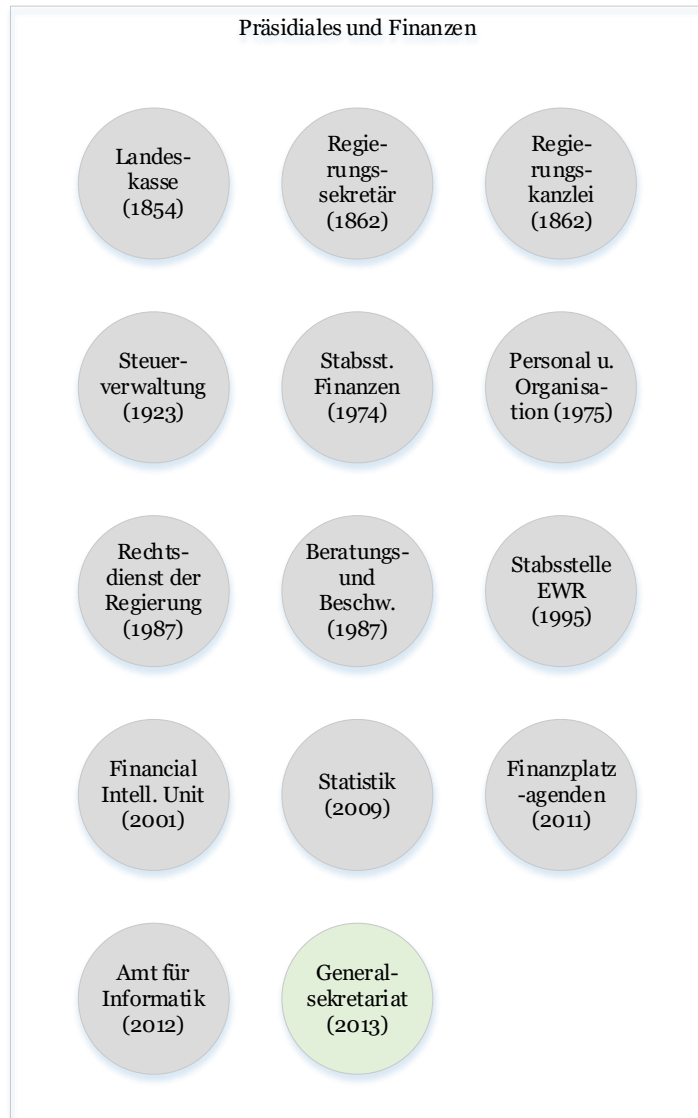 Präsidiales und Finanzen
Landes-
kasse
(1854)
Regie-
rungs-
sekretär
(1862)
Regie-
rungs-
kanzlei
(1862)
Steuer-
verwaltung
(1923)
Stabsst.
Finanzen
(1974)
Personal u.
Organisa-
tion (1975)
Rechts-
dienst der
Regierung
(1987)
Beratungs-
und
Beschw.
(1987)
Stabsstelle
EWR
(1995)
Financial
Intell. Unit
(2001)
Statistik
(2009)
Finanzplatz
-agenden
(2011)
Amt für
Informatik
(2012)
General-
sekretariat
(2013)